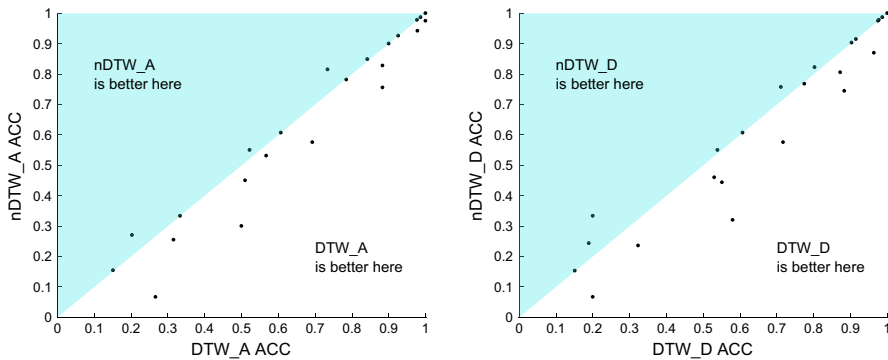 1
0.9
0.8
0.7
0.6
0.5
0.4
0.3
0.2
0.1
0
nDTW_A ACC
nDTW_A
is better here
DTW_A
is better here
0 0.1 0.2 0.3 0.4 0.5 0.6 0.7 0.8 0.9 1
DTW_A ACC
1
0.9
0.8
0.7
0.6
0.5
0.4
0.3
0.2
0.1
0
nDTW_D ACC
nDTW_D
is better here
DTW_D
is better here
0 0.1 0.2 0.3 0.4 0.5 0.6 0.7 0.8 0.9 1
DTW_D ACC